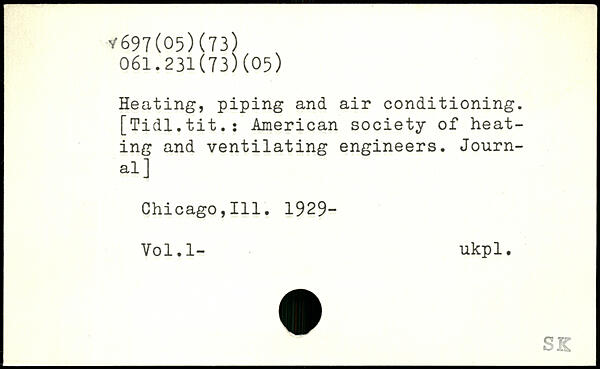 √697(05)(73)
061.231(73)(05)
Heating, piping and air conditioning.
[Tidl.tit.: American society of heat-
ing and ventilating engineers. Journ-
al]
Chicago,Ill. 1929-
Vol.1- ukpl.
SK